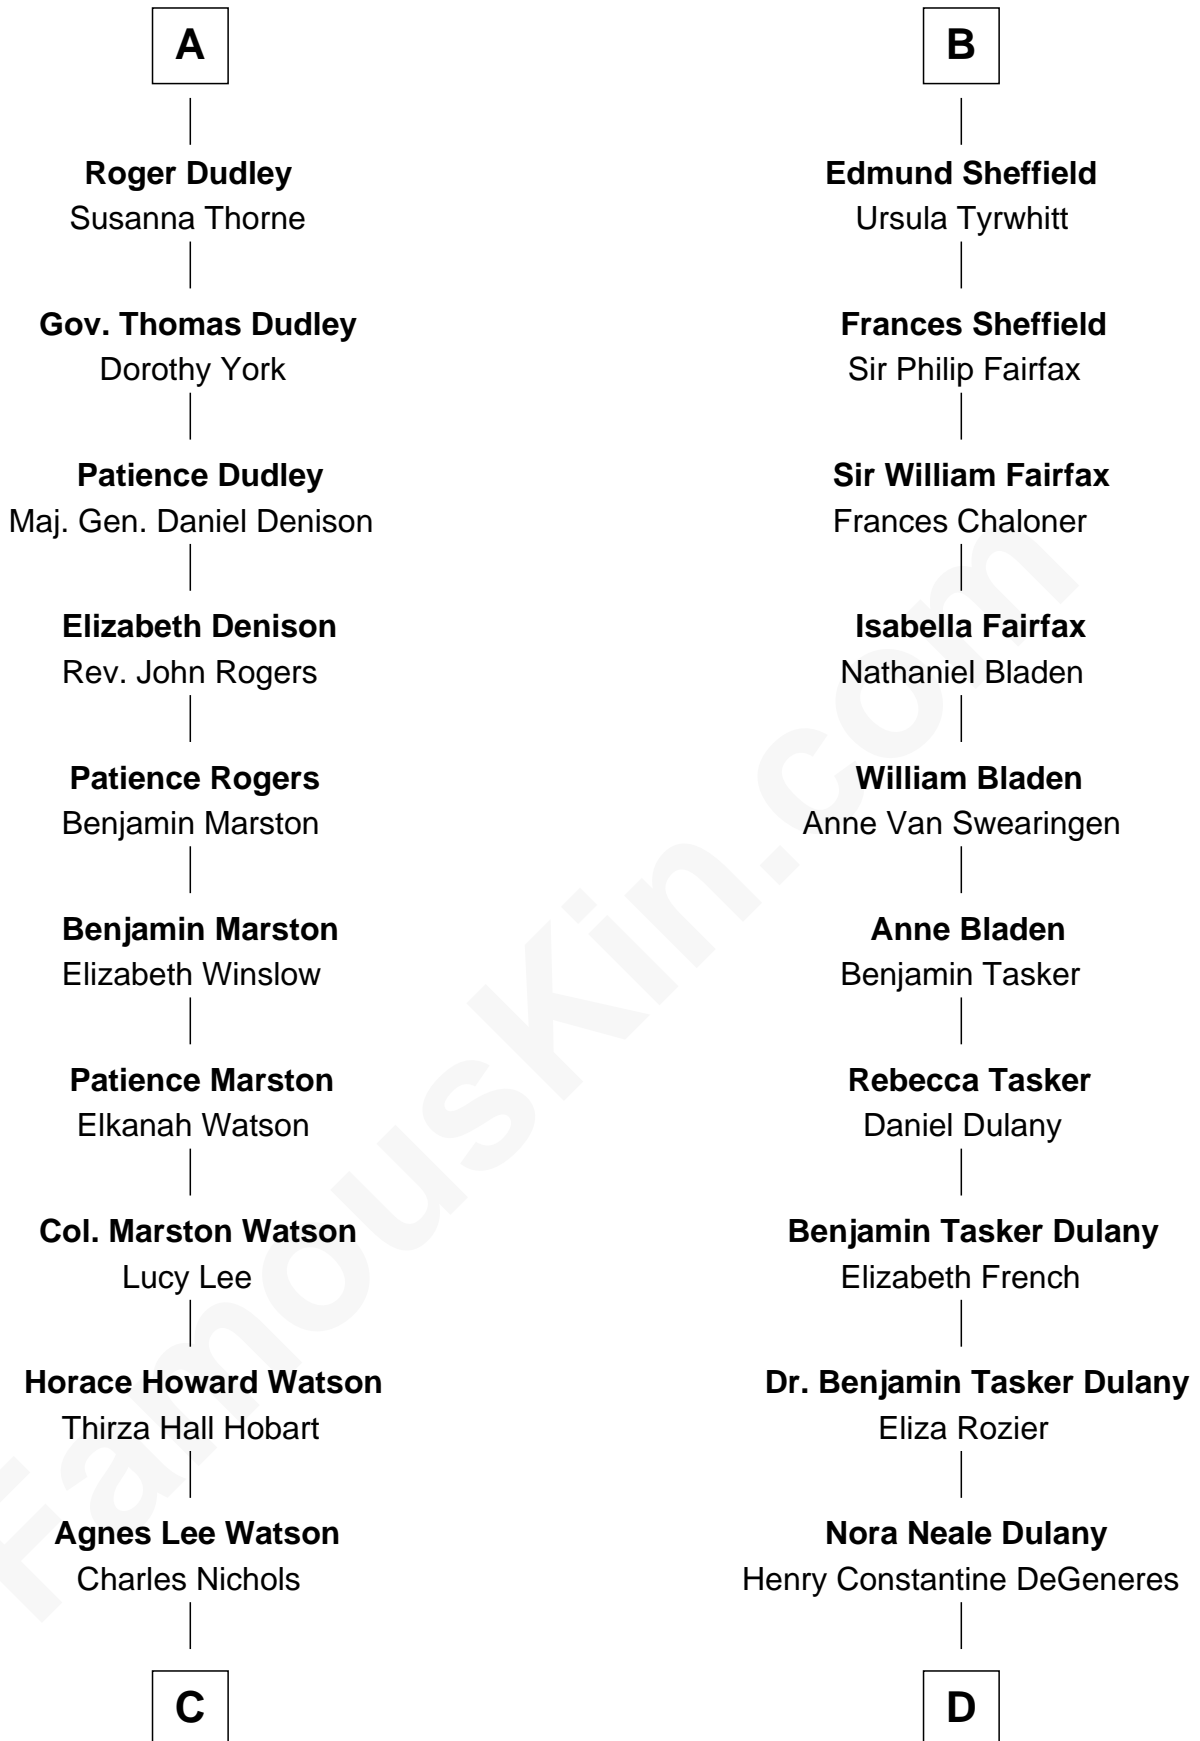 A
Roger Dudley
Susanna Thorne
Gov. Thomas Dudley
Dorothy York
Patience Dudley
Maj. Gen. Daniel Denison
Elizabeth Denison
Rev. John Rogers
Patience Rogers
Benjamin Marston
Benjamin Marston
Elizabeth Winslow
Patience Marston
Elkanah Watson
Col. Marston Watson
Lucy Lee
Horace Howard Watson
Thirza Hall Hobart
Agnes Lee Watson
Charles Nichols
C
B
Edmund Sheffield
Ursula Tyrwhitt
Frances Sheffield
Sir Philip Fairfax
Sir William Fairfax
Frances Chaloner
Isabella Fairfax
Nathaniel Bladen
William Bladen
Anne Van Swearingen
Anne Bladen
Benjamin Tasker
Rebecca Tasker
Daniel Dulany
Benjamin Tasker Dulany
Elizabeth French
Dr. Benjamin Tasker Dulany
Eliza Rozier
Nora Neale Dulany
Henry Constantine DeGeneres
D
FamousKin.com